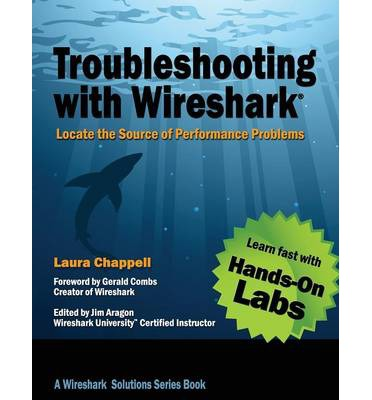 Troubleshooting
with Wireshark®
Locate the Source of Performance Problems
Laura Chappell
Foreword by Gerald Combs
Creator of Wireshark
Edited by Jim Aragon
Wireshark University™ Certified Instructor
Learn fast with
Hands-On
Labs
A Wireshark Solutions Series Book